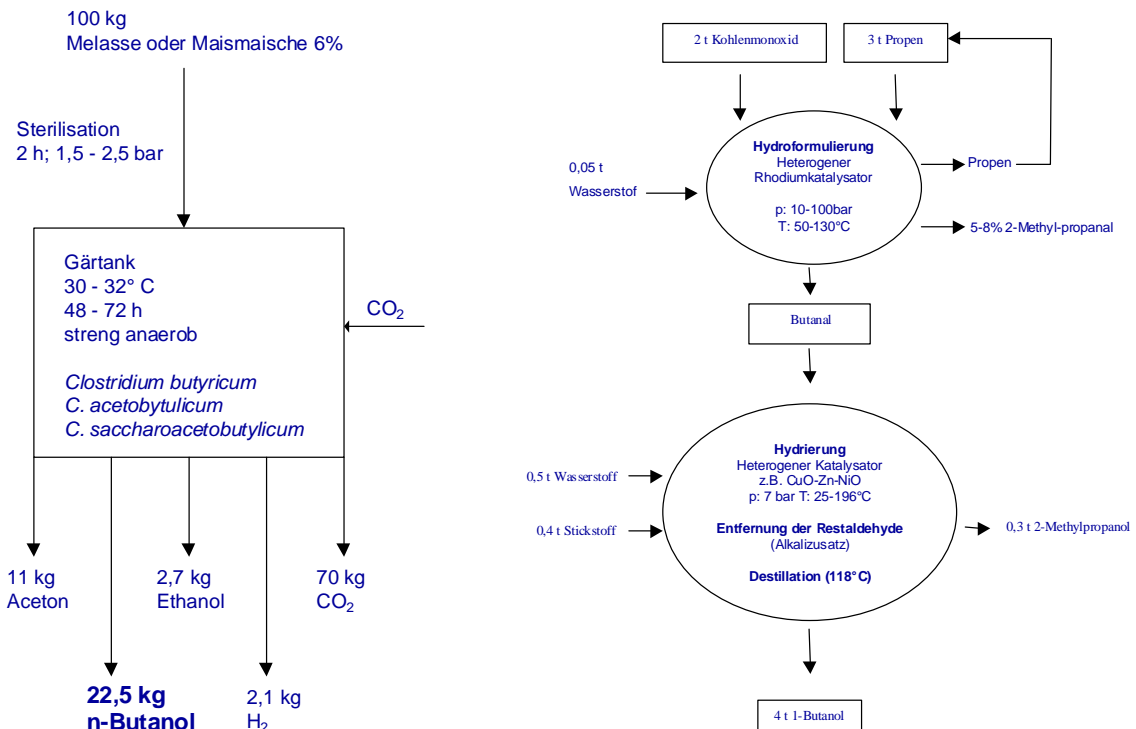 100 kg
Melasse oder Maismaische 6%
Sterilisation
2 h; 1,5 - 2,5 bar
Gärtank
30 - 32° C
48 - 72 h
streng anaerob
Clostridium butyricum
C. acetobytulicum
C. saccharoacetobutylicum
CO2
11 kg
Aceton
2,7 kg
Ethanol
70 kg
CO2
22,5 kg
n-Butanol
2,1 kg
H2
2 t Kohlenmonoxid
3 t Propen
Hydroformulierung
Heterogener
Rhodiumkatalysator
p: 10-100bar
T: 50-130°C
0,05 t
Wasserstof
Propen
5-8% 2-Methyl-propanal
Butanal
Hydrierung
Heterogener Katalysator
z.B. CuO-Zn-NiO
p: 7 bar T: 25-196°C
Entfernung der Restaldehyde
(Alkalizusatz)
Destillation (118°C)
0,5 t Wasserstoff
0,4 t Stickstoff
0,3 t 2-Methylpropanol
4 t 1-Butanol